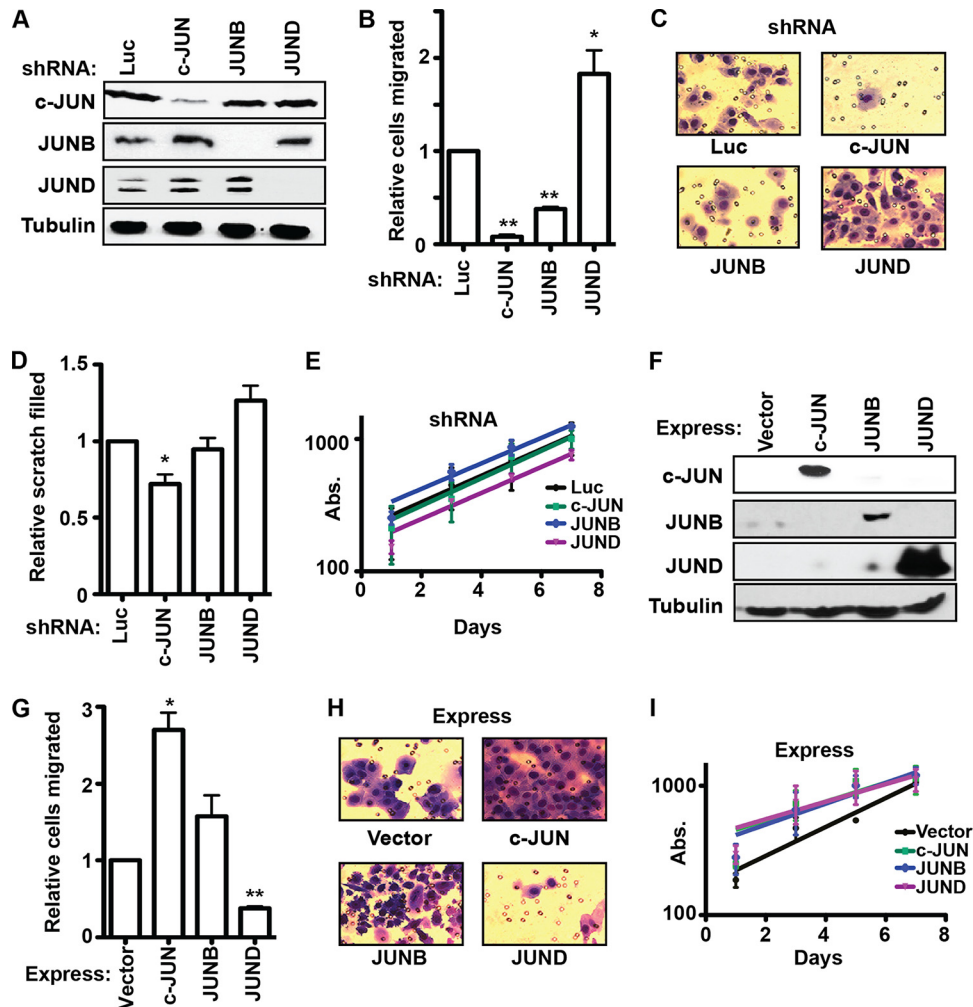 A
shRNA:
Luc
c-JUN
JUNB
JUND
c-JUN
JUNB
JUND
Tubulin
B
Relative cells migrated
2
1
0
**
**
*
shRNA:
Luc
c-JUN
JUNB
JUND
C
shRNA
Luc
c-JUN
JUNB
JUND
D
Relative scratch filled
1.5
1
0.5
0
*
shRNA:
Luc
c-JUN
JUNB
JUND
E
shRNA
Abs.
1000
100
Luc
c-JUN
JUNB
JUND
0 2 4 6 8
Days
F
Express:
Vector
c-JUN
JUNB
JUND
c-JUN
JUNB
JUND
Tubulin
G
Relative cells migrated
3
2
1
0
*
**
Express:
Vector
c-JUN
JUNB
JUND
H
Express
Vector
c-JUN
JUNB
JUND
I
Express
Abs.
1000
100
Vector
c-JUN
JUNB
JUND
0 2 4 6 8
Days